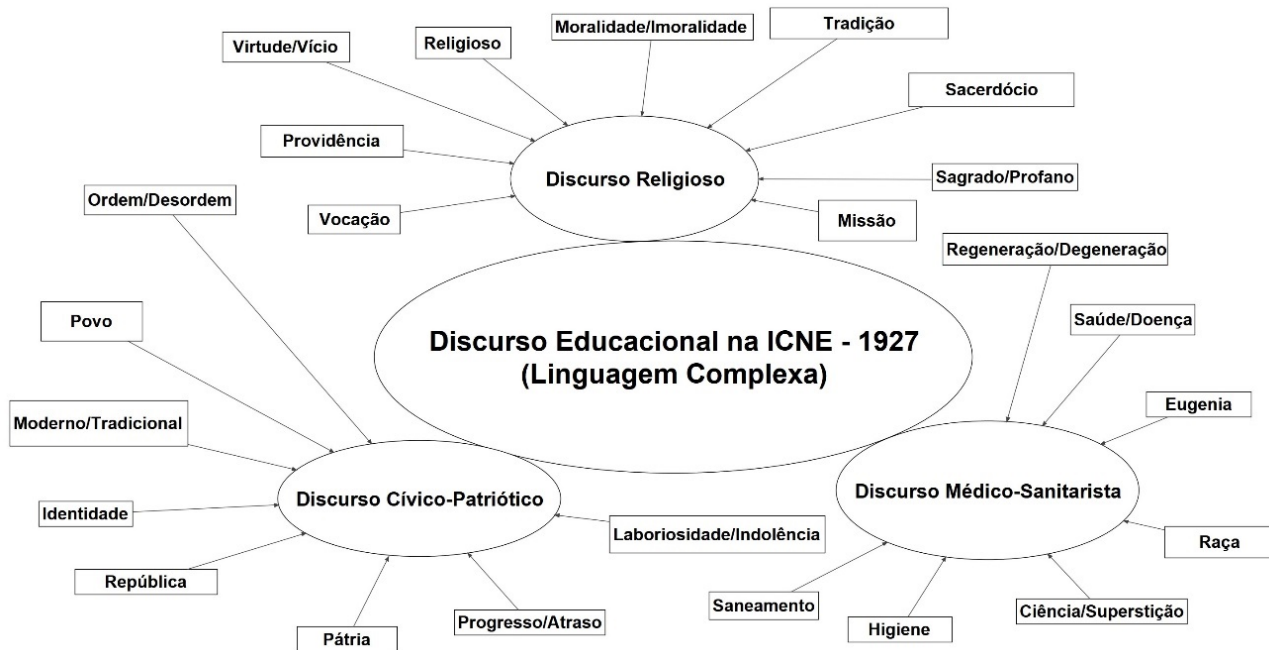 Moralidade/Imoralidade
Tradição
Religioso
Virtude/Vício
Sacerdócio
Providência
Discurso Religioso
Sagrado/Profano
Ordem/Desordem
Vocação
Missão
Regeneração/Degeneração
Povo
Saúde/Doença
Discurso Educacional na ICNE - 1927
(Linguagem Complexa)
Eugenia
Moderno/Tradicional
Discurso Cívico-Patriótico
Discurso Médico-Sanitarista
Identidade
Laboriosidade/Indolência
Raça
República
Saneamento
Ciência/Superstição
Progresso/Atraso
Higiene
Pátria